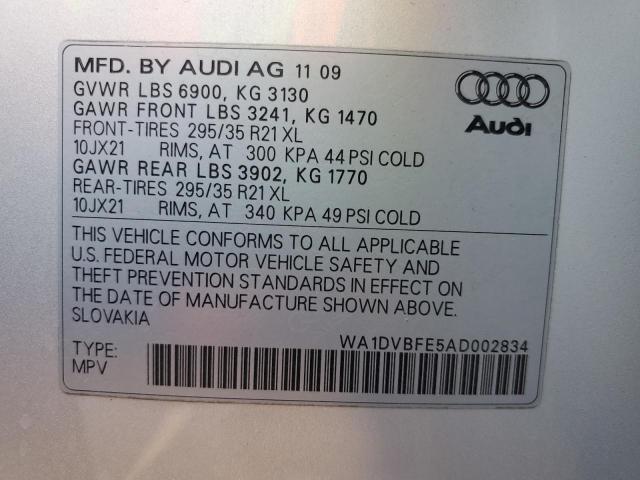 MFD. BY AUDI AG 11 09
GVWR LBS 6900, KG 3130
GAWR FRONT LBS 3241, KG 1470
FRONT-TIRES 295/35 R21 XL
10JX21 RIMS, AT 300 KPA 44 PSI COLD
GAWR REAR LBS 3902, KG 1770
REAR-TIRES 295/35 R21 XL
10JX21 RIMS, AT 340 KPA 49 PSI COLD
Audi
THIS VEHICLE CONFORMS TO ALL APPLICABLE
U.S. FEDERAL MOTOR VEHICLE SAFETY AND
THEFT PREVENTION STANDARDS IN EFFECT ON
THE DATE OF MANUFACTURE SHOWN ABOVE.
SLOVAKIA
WA1DVBFE5AD002834
TYPE:
MPV